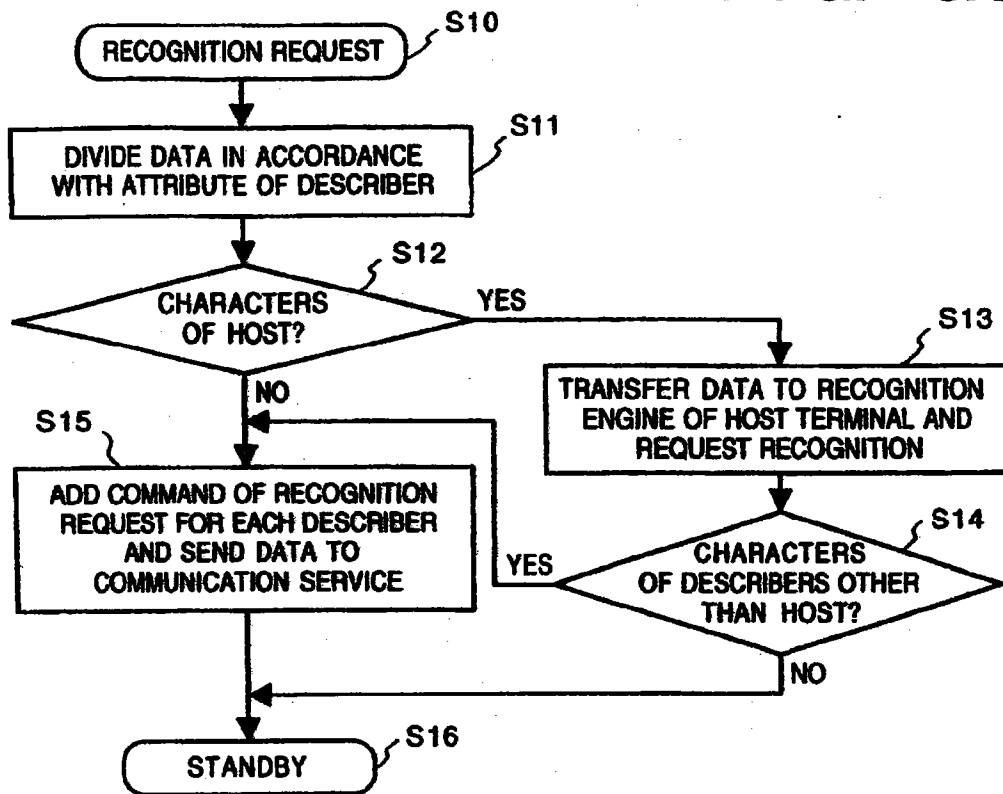 S10
RECOGNITION REQUEST
S11
DIVIDE DATA IN ACCORDANCE
WITH ATTRIBUTE OF DESCRIBER
S12
CHARACTERS
OF HOST?
YES
NO
S13
TRANSFER DATA TO RECOGNITION
ENGINE OF HOST TERMINAL AND
REQUEST RECOGNITION
S15
ADD COMMAND OF RECOGNITION
REQUEST FOR EACH DESCRIBER
AND SEND DATA TO
COMMUNICATION SERVICE
S14
CHARACTERS
OF DESCRIBERS OTHER
THAN HOST?
YES
NO
S16
STANDBY